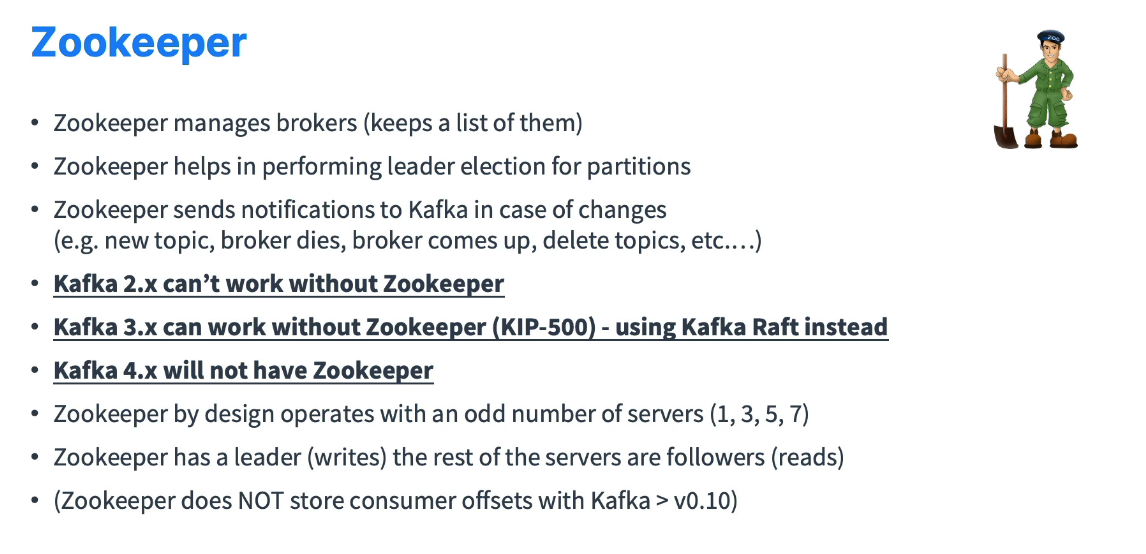 Zookeeper
ZOO
• Zookeeper manages brokers (keeps a list of them)
• Zookeeper helps in performing leader election for partitions
• Zookeeper sends notifications to Kafka in case of changes
(e.g. new topic, broker dies, broker comes up, delete topics, etc.…)
• Kafka 2.x can’t work without Zookeeper
• Kafka 3.x can work without Zookeeper (KIP-500) - using Kafka Raft instead
• Kafka 4.x will not have Zookeeper
• Zookeeper by design operates with an odd number of servers (1, 3, 5, 7)
• Zookeeper has a leader (writes) the rest of the servers are followers (reads)
• (Zookeeper does NOT store consumer offsets with Kafka > v0.10)